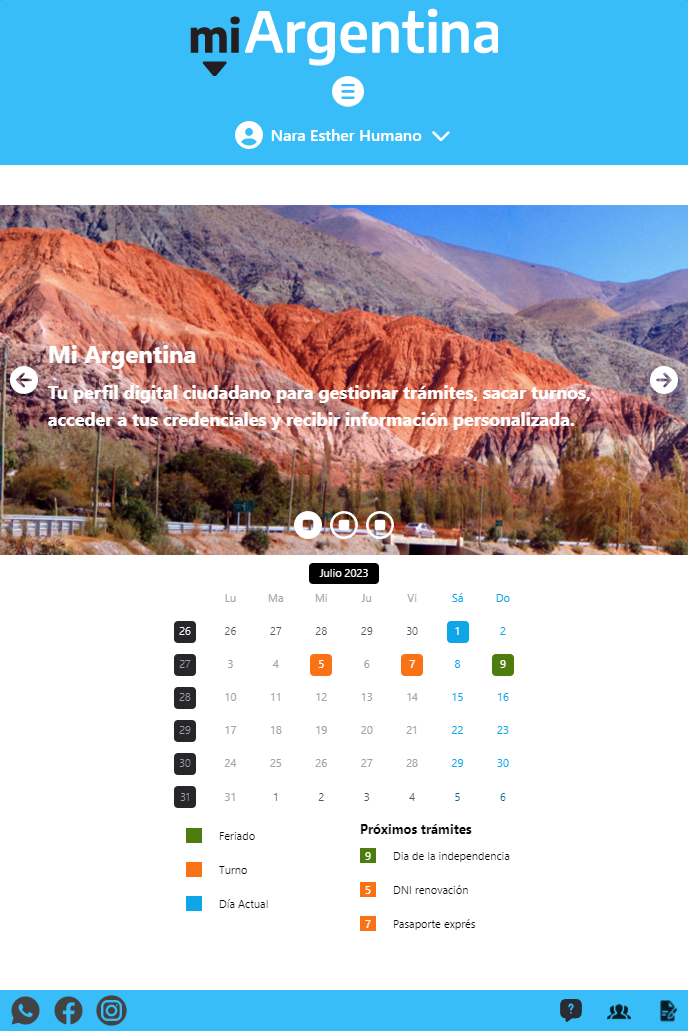 miArgentina
Nara Esther Humano
Mi Argentina
Tu perfil digital ciudadano para gestionar trámites, sacar turnos,
acceder a tus credenciales y recibir información personalizada.
Julio 2023
Lu Ma Mi Ju Vi Sá Do
26 26 27 28 29 30 1 2
27 3 4 5 6 7 8 9
28 10 11 12 13 14 15 16
29 17 18 19 20 21 22 23
30 24 25 26 27 28 29 30
31 31 1 2 3 4 5 6
Feriado
Turno
Día Actual
Próximos trámites
9 Dia de la independencia
5 DNI renovación
7 Pasaporte exprés
?